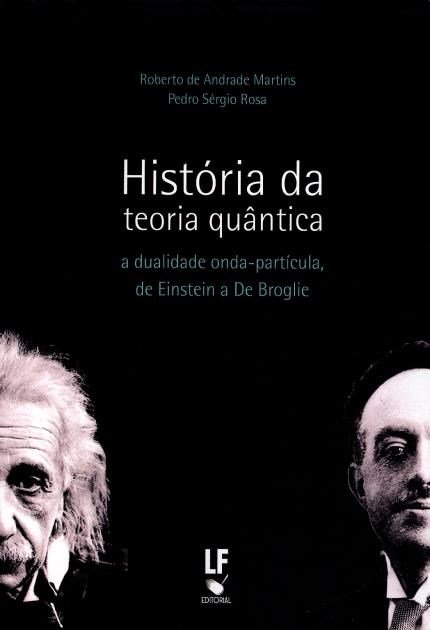 Roberto de Andrade Martins
Pedro Sérgio Rosa
História da
teoria quântica
a dualidade onda-partícula,
de Einstein a De Broglie
LF
EDITORIAL